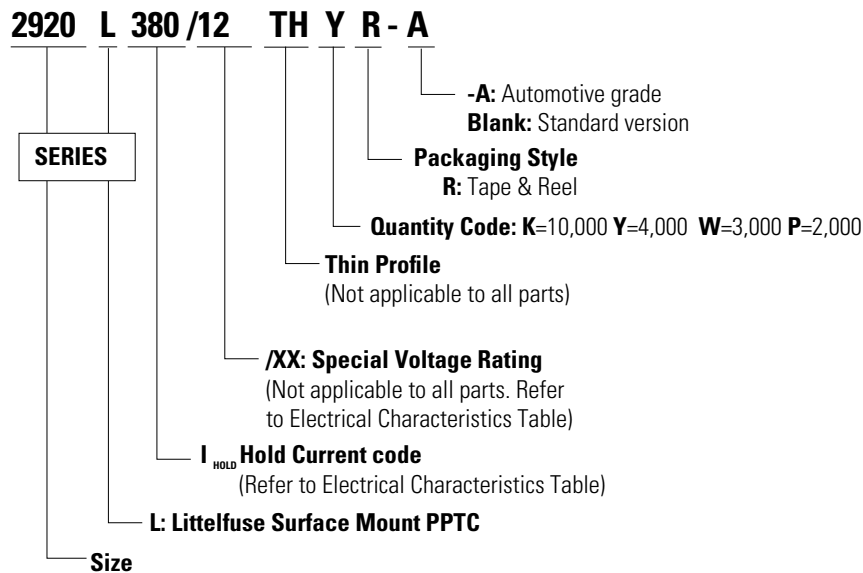 2920 L 380 /12 TH Y R - A
-A: Automotive grade
Blank: Standard version
SERIES
Packaging Style
R: Tape & Reel
Quantity Code: K=10,000 Y=4,000 W=3,000 P=2,000
Thin Profile
(Not applicable to all parts)
/XX: Special Voltage Rating
(Not applicable to all parts. Refer
to Electrical Characteristics Table)
I HOLD Hold Current code
(Refer to Electrical Characteristics Table)
L: Littelfuse Surface Mount PPTC
Size